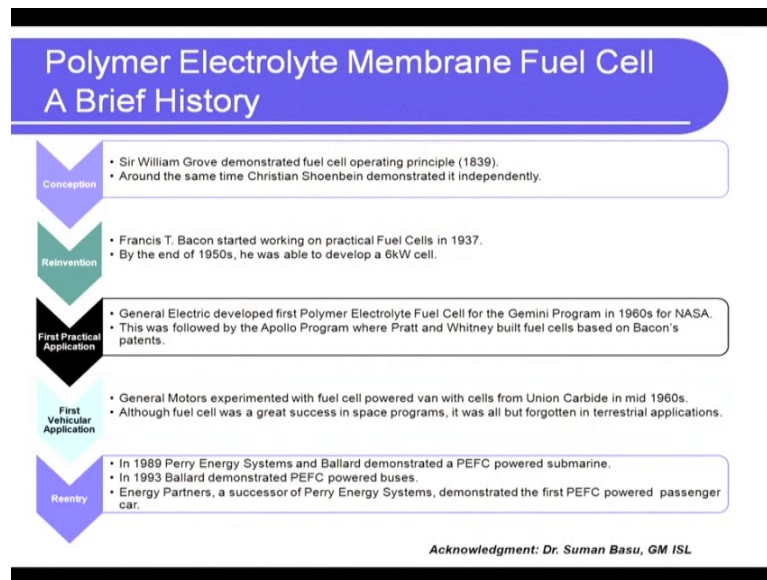 Polymer Electrolyte Membrane Fuel Cell
A Brief History
Conception
• Sir William Grove demonstrated fuel cell operating principle (1839).
• Around the same time Christian Shoenbein demonstrated it independently.
Reinvention
• Francis T. Bacon started working on practical Fuel Cells in 1937.
• By the end of 1950s, he was able to develop a 6kW cell.
First Practical
Application
• General Electric developed first Polymer Electrolyte Fuel Cell for the Gemini Program in 1960s for NASA.
• This was followed by the Apollo Program where Pratt and Whitney built fuel cells based on Bacon's
patents.
First
Vehicular
Application
• General Motors experimented with fuel cell powered van with cells from Union Carbide in mid 1960s.
• Although fuel cell was a great success in space programs, it was all but forgotten in terrestrial applications.
Reentry
• In 1989 Perry Energy Systems and Ballard demonstrated a PEFC powered submarine.
• In 1993 Ballard demonstrated PEFC powered buses.
• Energy Partners, a successor of Perry Energy Systems, demonstrated the first PEFC powered passenger
car.
Acknowledgment: Dr. Suman Basu, GM ISL